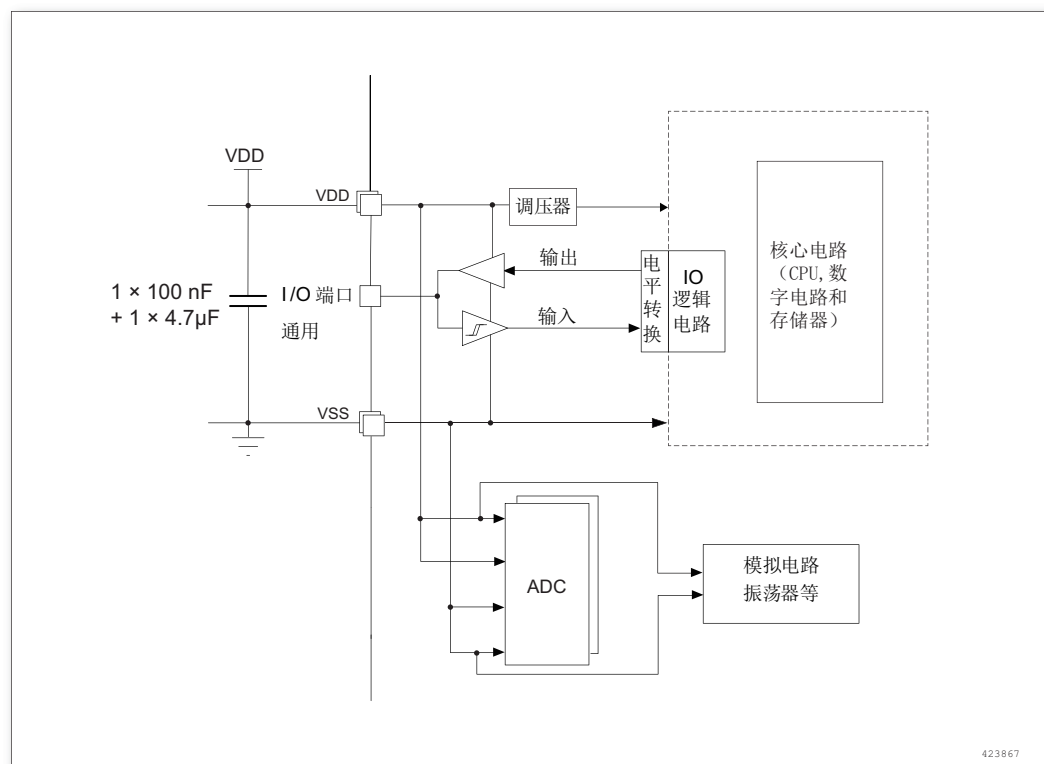 VDD
VDD
调压器
输出
电平转换
IO
逻辑
电路
核心电路
（CPU,数
字电路和
存储器）
1 × 100 nF
+ 1 × 4.7µF
I/O 端口
通用
输入
VSS
ADC
模拟电路
振荡器等
423867